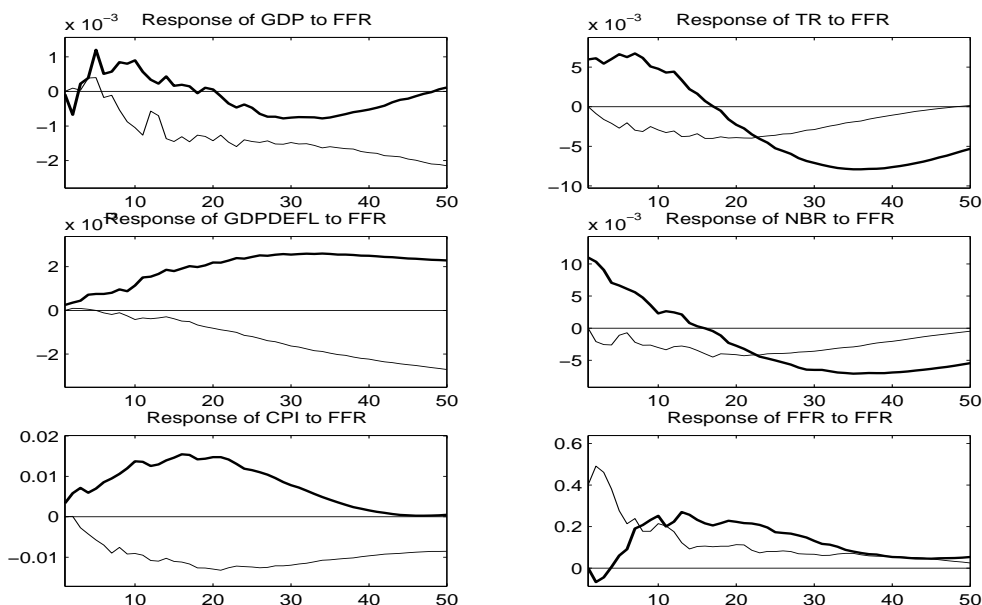 x 10⁻³ Response of GDP to FFR
1
0
−1
−2
10 20 30 40 50
x 10⁻³ Response of TR to FFR
5
0
−5
−10
10 20 30 40 50
x 10 Response of GDPDEFL to FFR
2
0
−2
10 20 30 40 50
x 10⁻³ Response of NBR to FFR
10
5
0
−5
10 20 30 40 50
Response of CPI to FFR
0.02
0.01
0
−0.01
10 20 30 40 50
Response of FFR to FFR
0.6
0.4
0.2
0
10 20 30 40 50